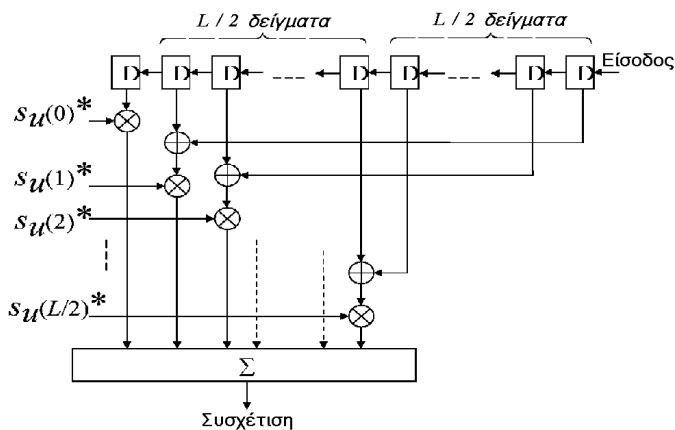 L / 2 δείγματα L / 2 δείγματα
D D D D D D D Είσοδος
s_u(0)*
s_u(1)*
s_u(2)*
s_u(L/2)*
Σ
Συσχέτιση